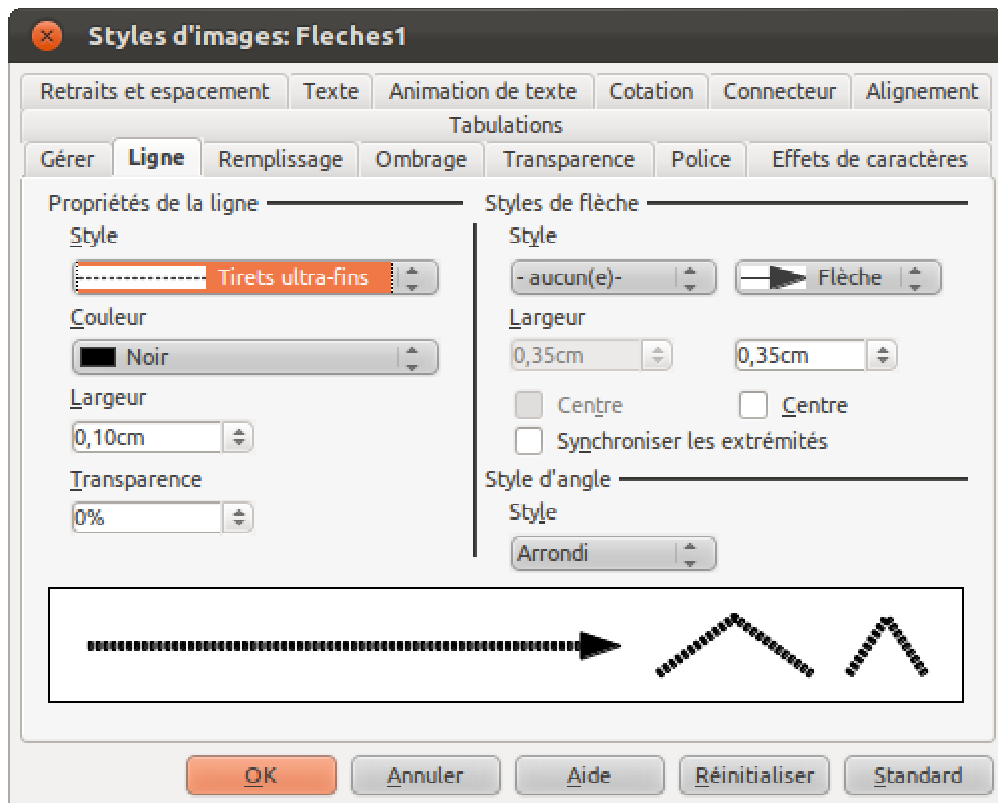 Styles d'images: Fleches1
Retraits et espacement Texte Animation de texte Cotation Connecteur Alignement
Tabulations
Gérer Ligne Remplissage Ombrage Transparence Police Effets de caractères
Propriétés de la ligne Styles de flèche
Style Style
Tirets ultra-fins - aucun(e)- Flèche
Couleur Largeur
Noir 0,35cm 0,35cm
Largeur Centre Centre
0,10cm Synchroniser les extrémités
Transparence Style d'angle
0% Style
Arrondi
OK Annuler Aide Réinitialiser Standard